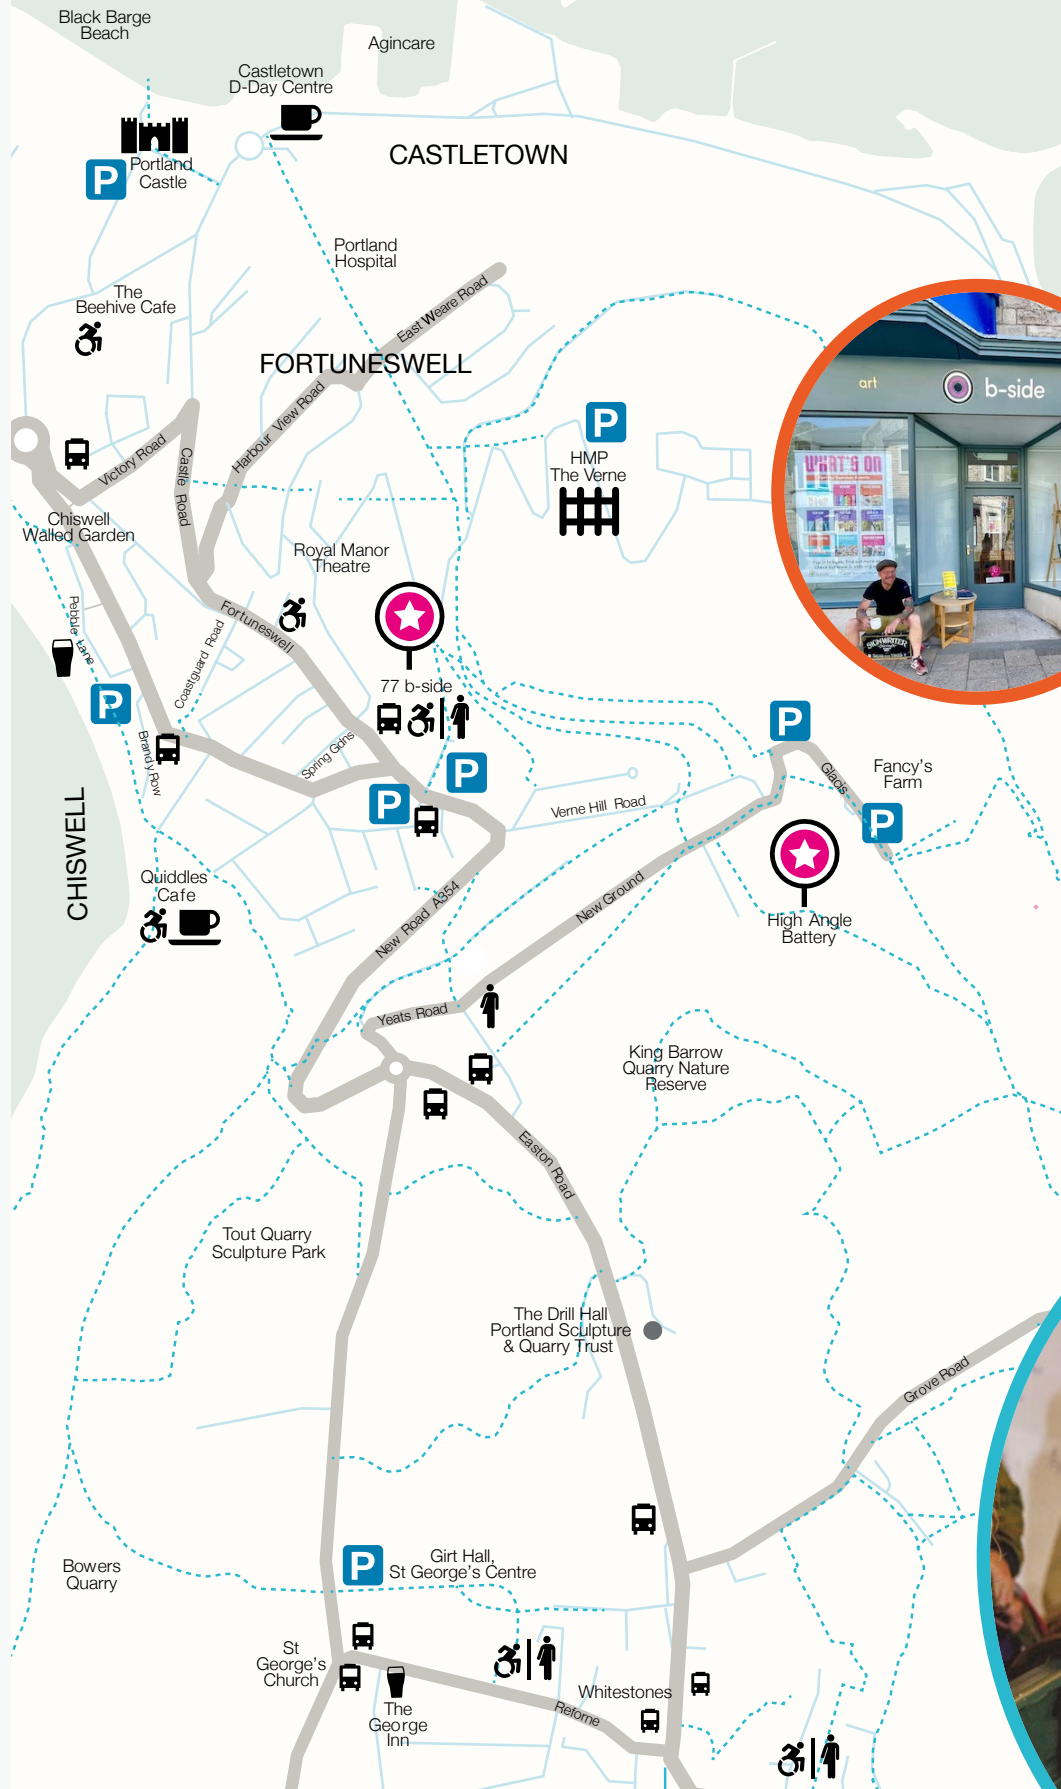 Black Barge
Beach
Agincare
Castletown
D-Day Centre
CASTLETOWN
Portland
Castle
P
Portland
Hospital
The
Beehive Cafe
East Weare Road
FORTUNESWELL
Harbour View Road
art
b-side
WHAT'S ON
P
HMP
The Verne
Victory Road
Castle Road
Chiswell
Walled Garden
Royal Manor
Theatre
Fortuneswell
Pebble Lane
Coastguard Road
SIGNWRITER
77 b-side
P
P
Brandy Row
Spring Gdns
P
P
Verne Hill Road
Glacis
Fancy's
Farm
P
CHISWELL
Quiddles
Cafe
New Road A354
New Ground
High Angle
Battery
Yeats Road
King Barrow
Quarry Nature
Reserve
Easton Road
Tout Quarry
Sculpture Park
The Drill Hall
Portland Sculpture
& Quarry Trust
Grove Road
Bowers
Quarry
P
Girt Hall,
St George's Centre
St
George's
Church
The
George
Inn
Whitestones
Reforne